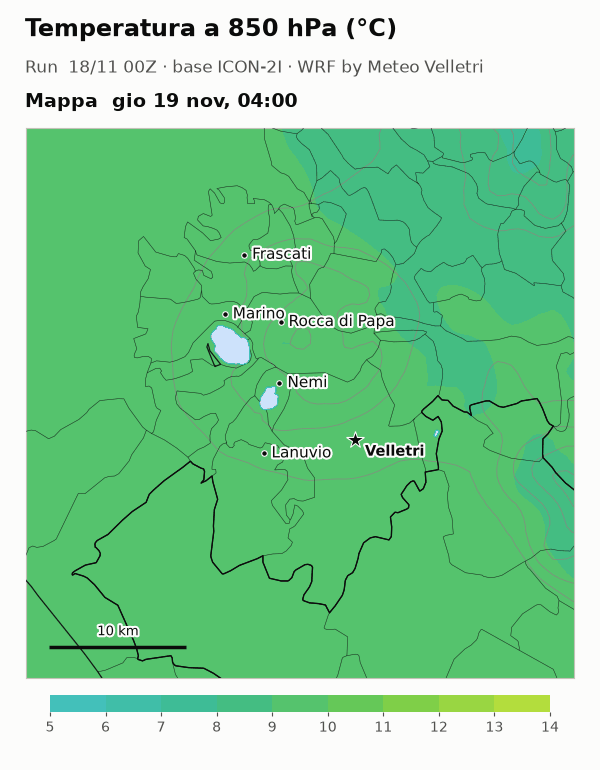 Temperatura a 850 hPa (°C)
Run  18/11 00Z · base ICON-2I · WRF by Meteo Velletri
Mappa  gio 19 nov, 04:00
Frascati
Marino
Rocca di Papa
Nemi
Velletri
Lanuvio
10 km
5 6 7 8 9 10 11 12 13 14